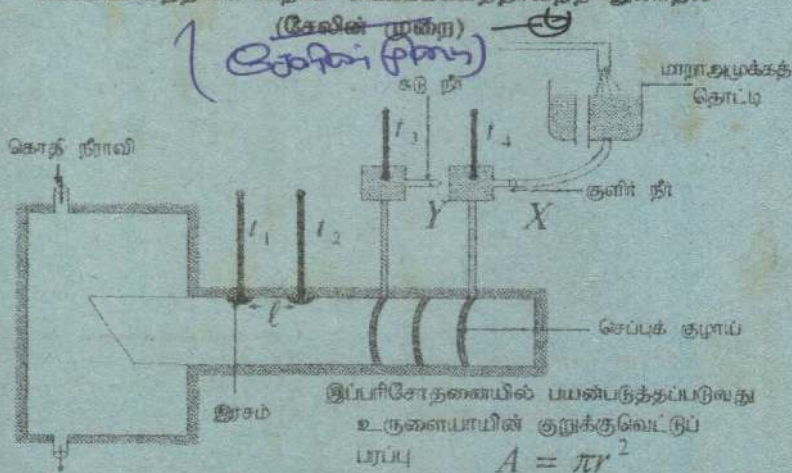 (சேவின் முறை)
(சேர்ளின் முறை)
சுடு நீர்
மாறாஅமுக்கத்
தொட்டி
கொதி நீராவி
t₃
t₄
குளிர் நீர்
Y
X
t₁
t₂
ℓ
செப்புக் குழாய்
இரசம்
இப்பரிசோதனையில் பயன்படுத்தப்படுவது
உருளையாயின் குறுக்குவெட்டுப்
பரப்பு A = πr²